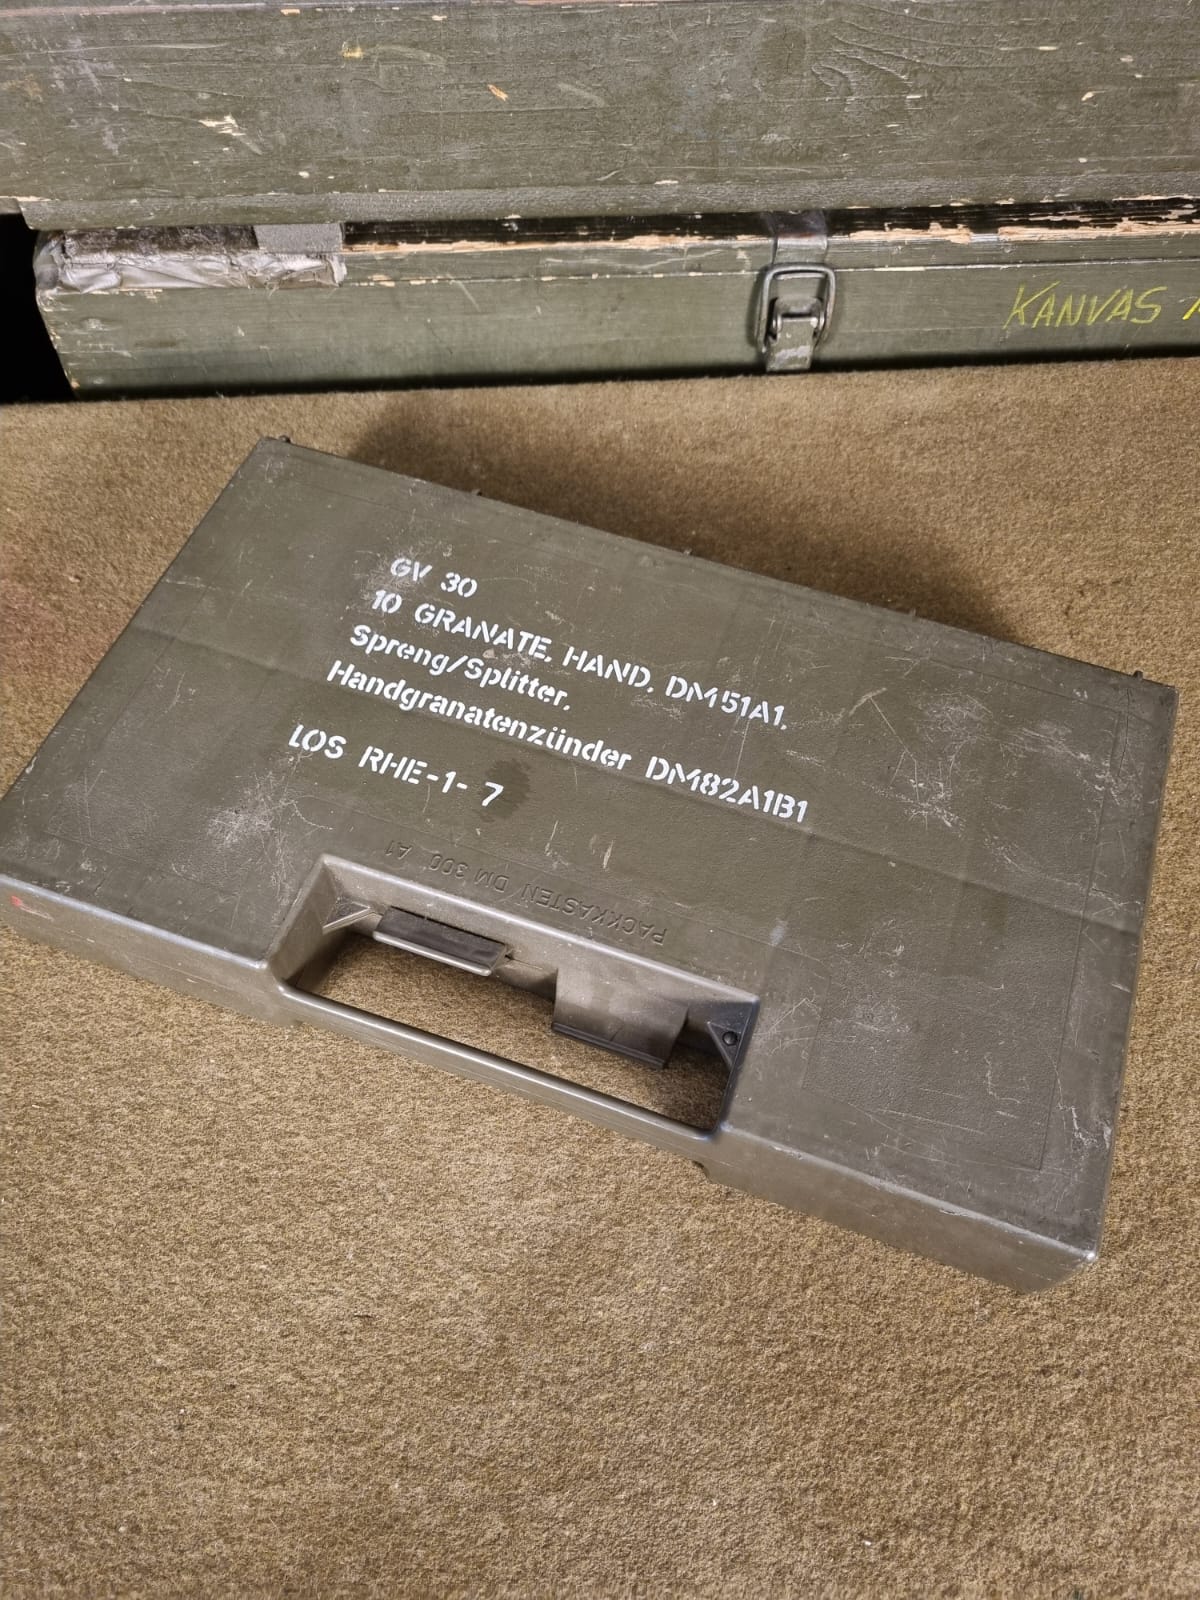 KANVAS
GV 30
10 GRANATE, HAND, DM51A1,
Spreng/Splitter,
Handgranatenzünder DM82A1B1
LOS RHE-1- 7
PACKKASTEN DM 300 A1